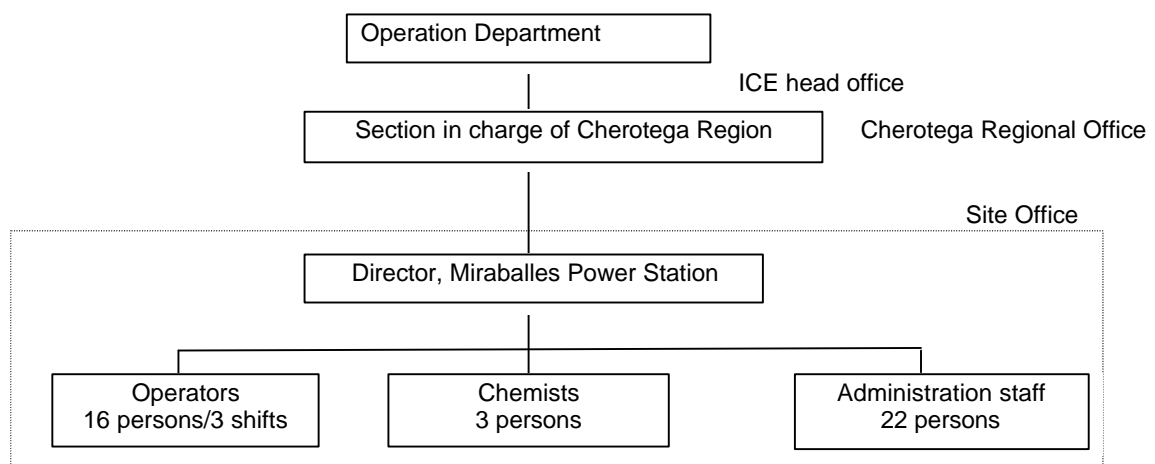 Operation Department
ICE head office
Section in charge of Cherotega Region
Cherotega Regional Office
Site Office
Director, Miraballes Power Station
Operators
16 persons/3 shifts
Chemists
3 persons
Administration staff
22 persons